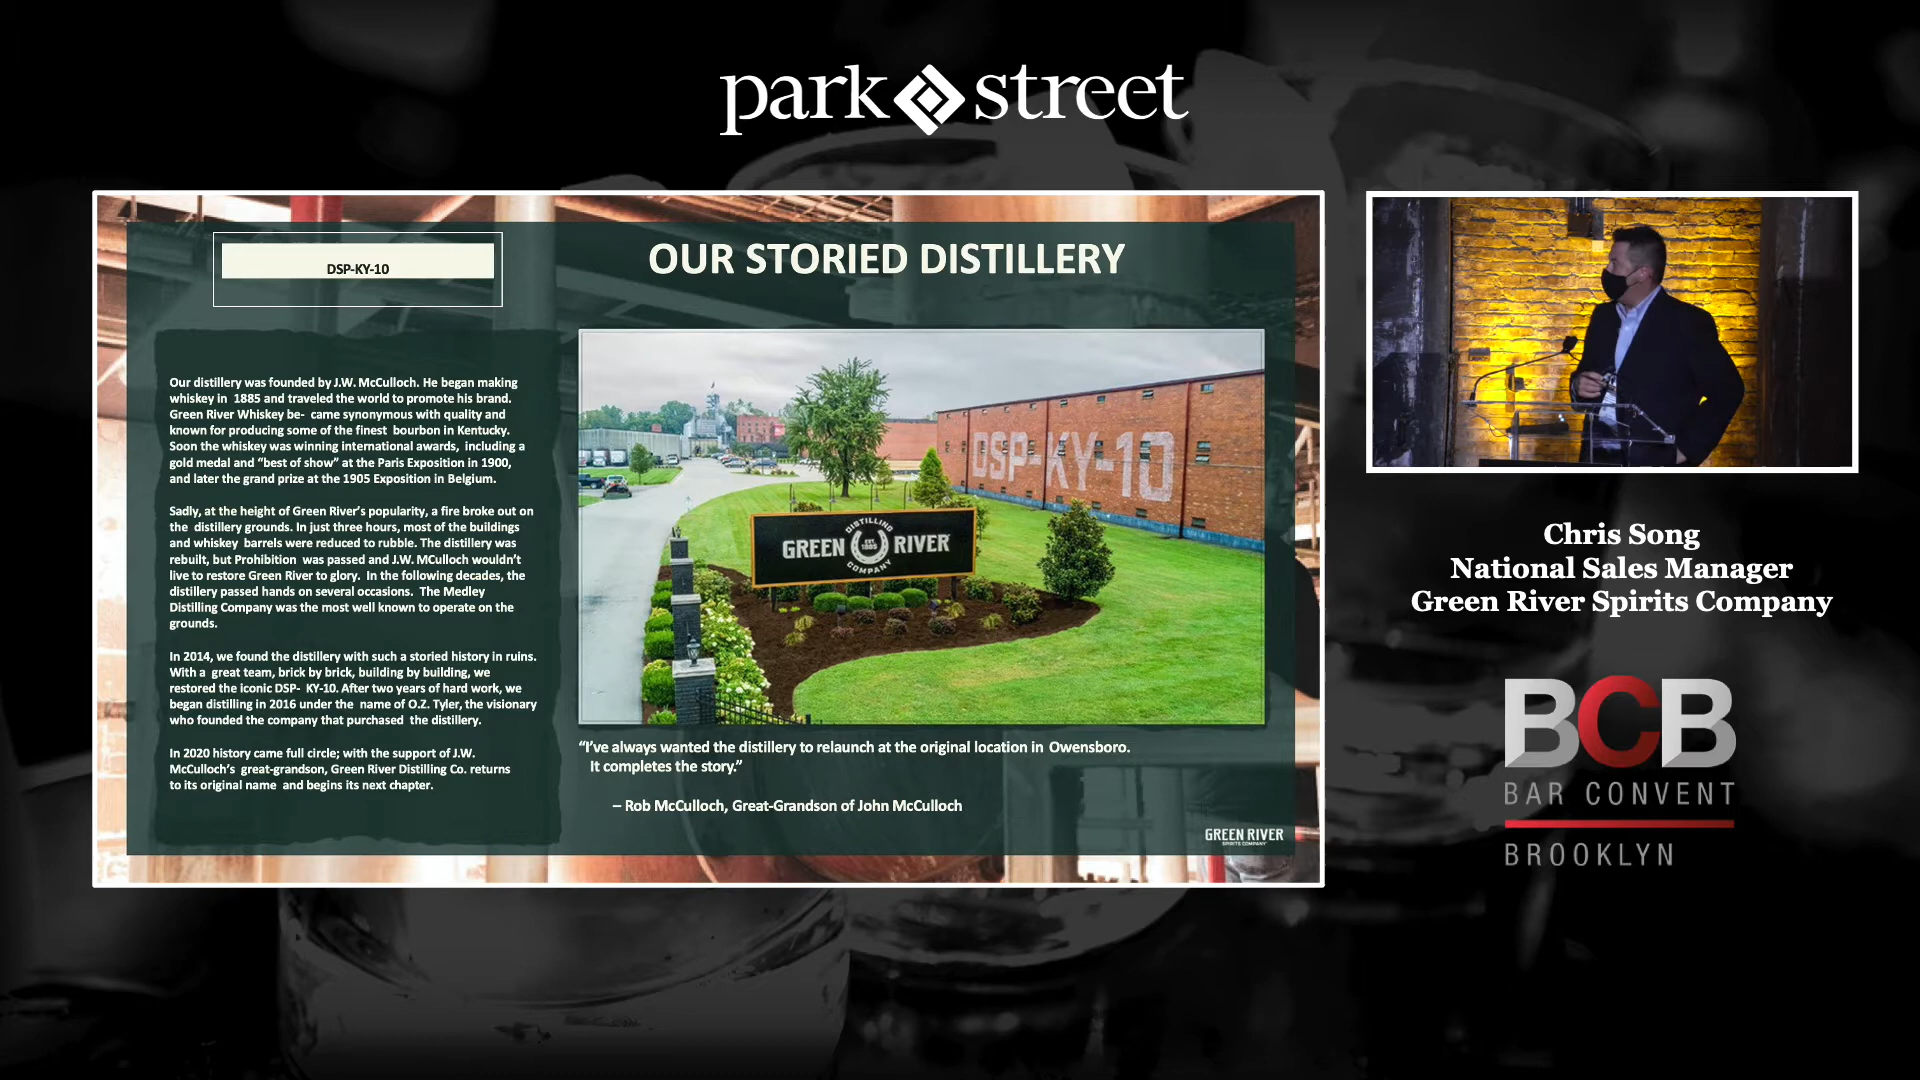 park street
DSP-KY-10
OUR STORIED DISTILLERY
Our distillery was founded by J.W. McCulloch. He began making
whiskey in 1885 and traveled the world to promote his brand.
Green River Whiskey be- came synonymous with quality and
known for producing some of the finest bourbon in Kentucky.
Soon the whiskey was winning international awards, including a
gold medal and “best of show” at the Paris Exposition in 1900,
and later the grand prize at the 1905 Exposition in Belgium.
Sadly, at the height of Green River’s popularity, a fire broke out on
the distillery grounds. In just three hours, most of the buildings
and whiskey barrels were reduced to rubble. The distillery was
rebuilt, but Prohibition was passed and J.W. MCulloch wouldn’t
live to restore Green River to glory. In the following decades, the
distillery passed hands on several occasions. The Medley
Distilling Company was the most well known to operate on the
grounds.
In 2014, we found the distillery with such a storied history in ruins.
With a great team, brick by brick, building by building, we
restored the iconic DSP- KY-10. After two years of hard work, we
began distilling in 2016 under the name of O.Z. Tyler, the visionary
who founded the company that purchased the distillery.
In 2020 history came full circle; with the support of J.W.
McCulloch’s great-grandson, Green River Distilling Co. returns
to its original name and begins its next chapter.
DSP-KY-10
DISTILLING
GREEN EST. 1885 RIVER
COMPANY
“I’ve always wanted the distillery to relaunch at the original location in Owensboro.
It completes the story.”
– Rob McCulloch, Great-Grandson of John McCulloch
GREEN RIVER
SPIRITS COMPANY
Chris Song
National Sales Manager
Green River Spirits Company
BCB
BAR CONVENT
BROOKLYN